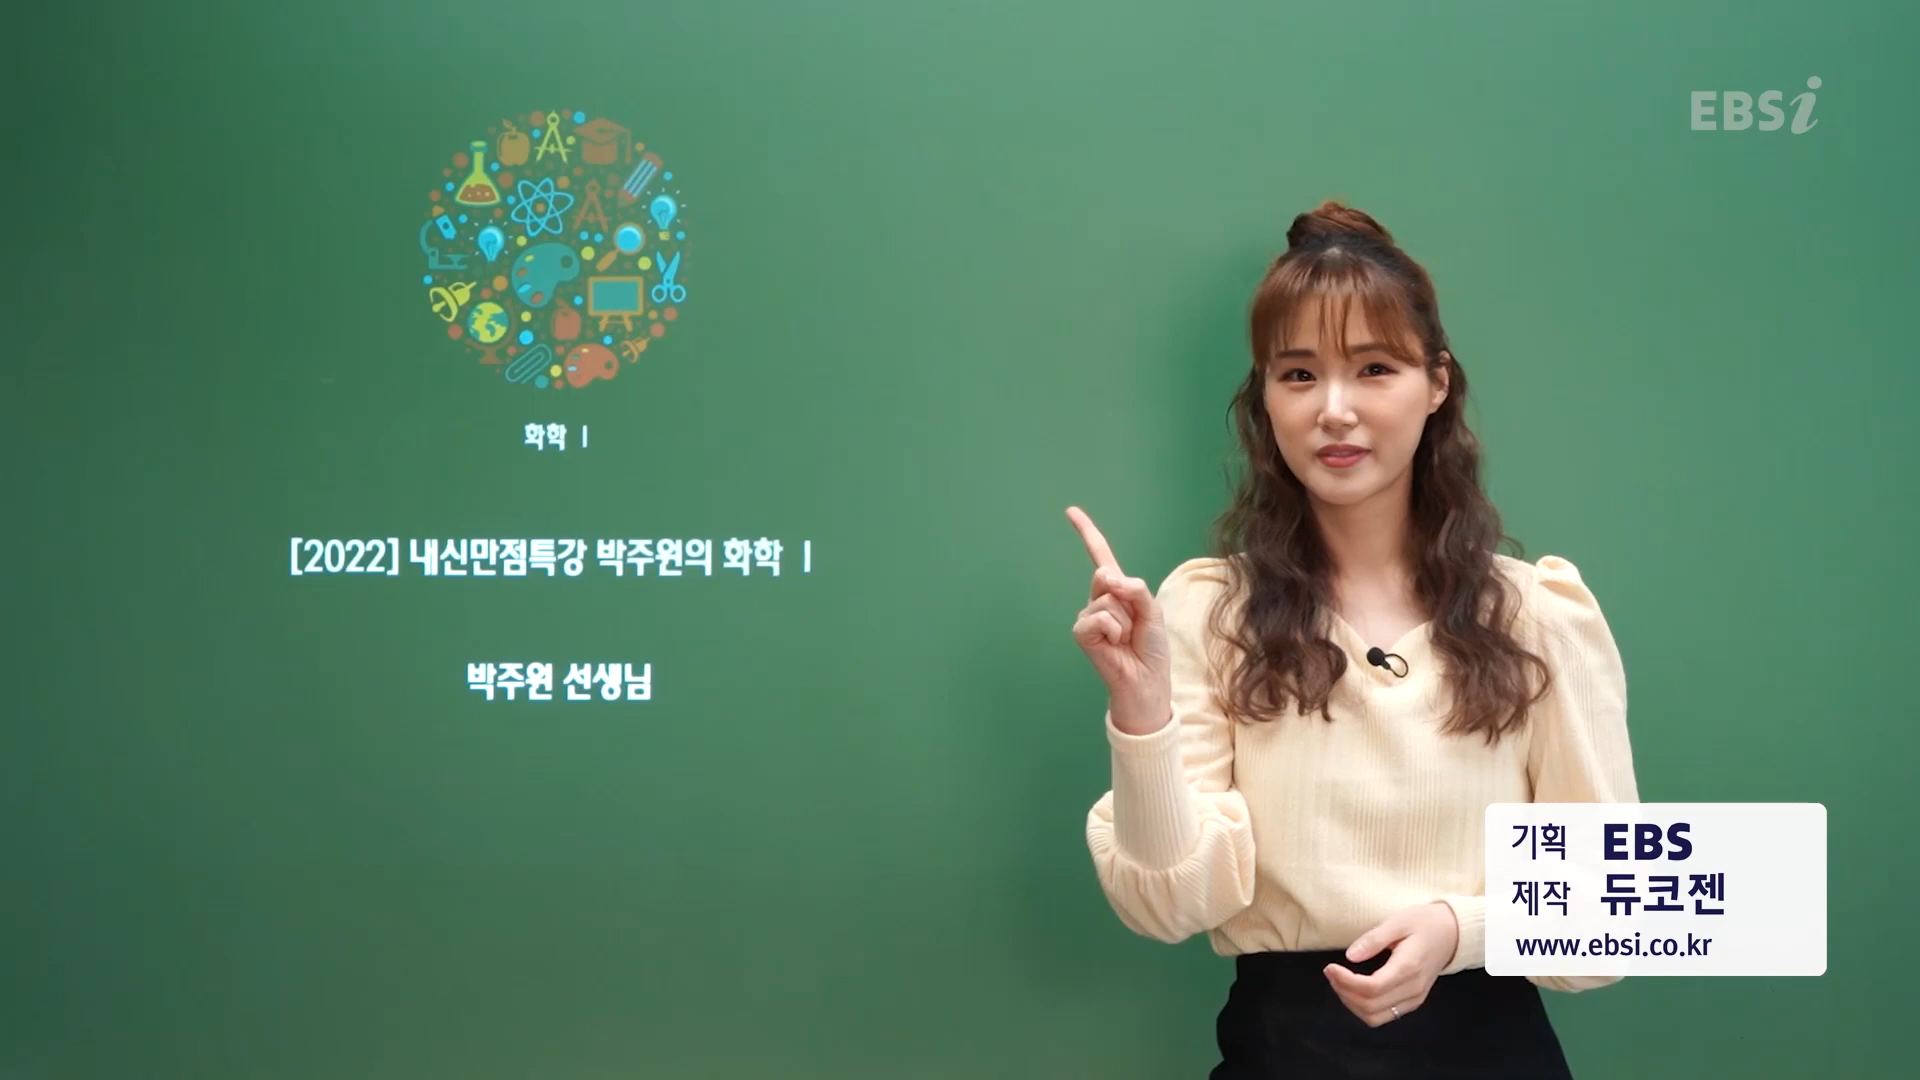 EBSi
화학 Ⅰ
[2022] 내신만점특강 박주원의 화학 Ⅰ
박주원 선생님
기획 EBS
제작 듀코젠
www.ebsi.co.kr